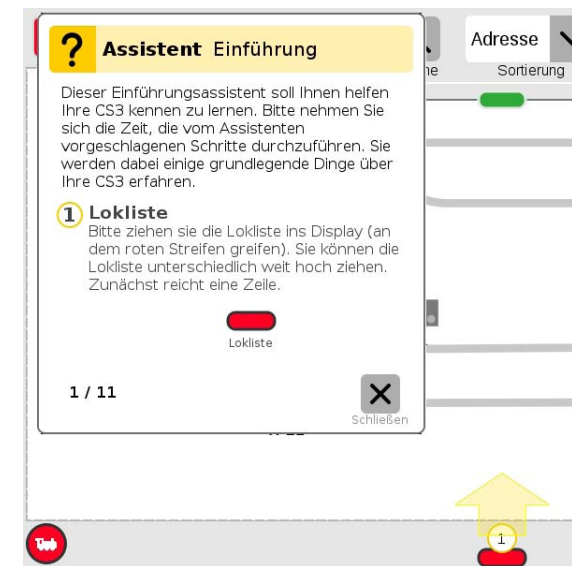 ? Assistent Einführung
Dieser Einführungsassistent soll Ihnen helfen
Ihre CS3 kennen zu lernen. Bitte nehmen Sie
sich die Zeit, die vom Assistenten
vorgeschlagenen Schritte durchzuführen. Sie
werden dabei einige grundlegende Dinge über
Ihre CS3 erfahren.
1 Lokliste
Bitte ziehen sie die Lokliste ins Display (an
dem roten Streifen greifen). Sie können die
Lokliste unterschiedlich weit hoch ziehen.
Zunächst reicht eine Zeile.
Lokliste
1 / 11
Schließen
Adresse
Sortierung
1